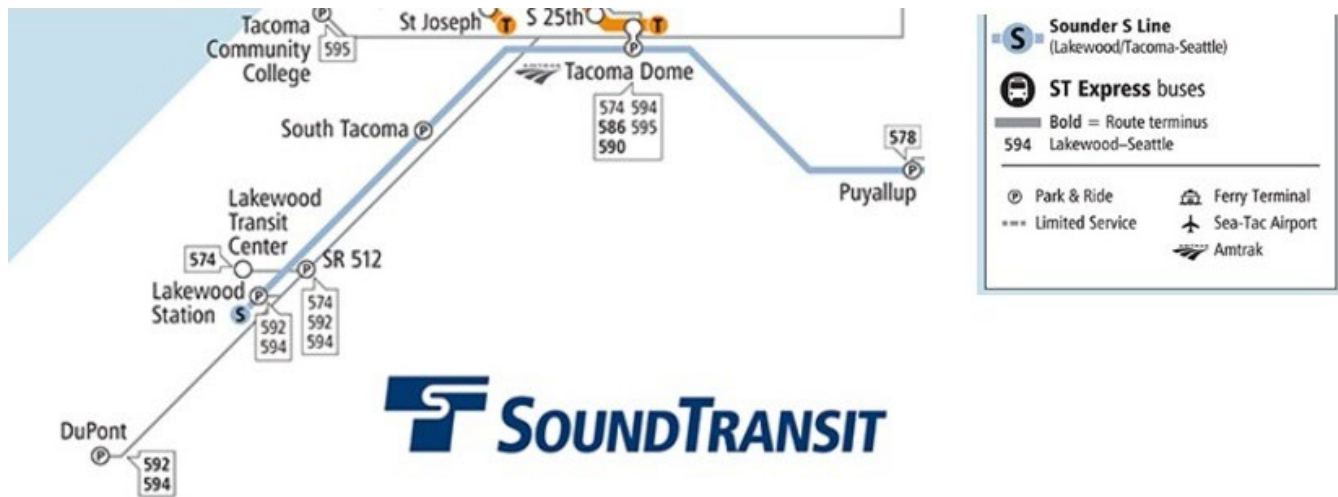 St Joseph
T
S 25th
T
P
Tacoma
Community
College
595
AMTRAK
Tacoma Dome
P
574 594
586 595
590
South Tacoma P
578
P
Puyallup
Lakewood
Transit
Center
574
P
SR 512
574
592
594
Lakewood
Station
P
S
592
594
DuPont
P
592
594
SOUNDTRANSIT
S
Sounder S Line
(Lakewood/Tacoma-Seattle)
ST Express buses
Bold = Route terminus
594 Lakewood–Seattle
P Park & Ride
Limited Service
Ferry Terminal
Sea-Tac Airport
AMTRAK Amtrak